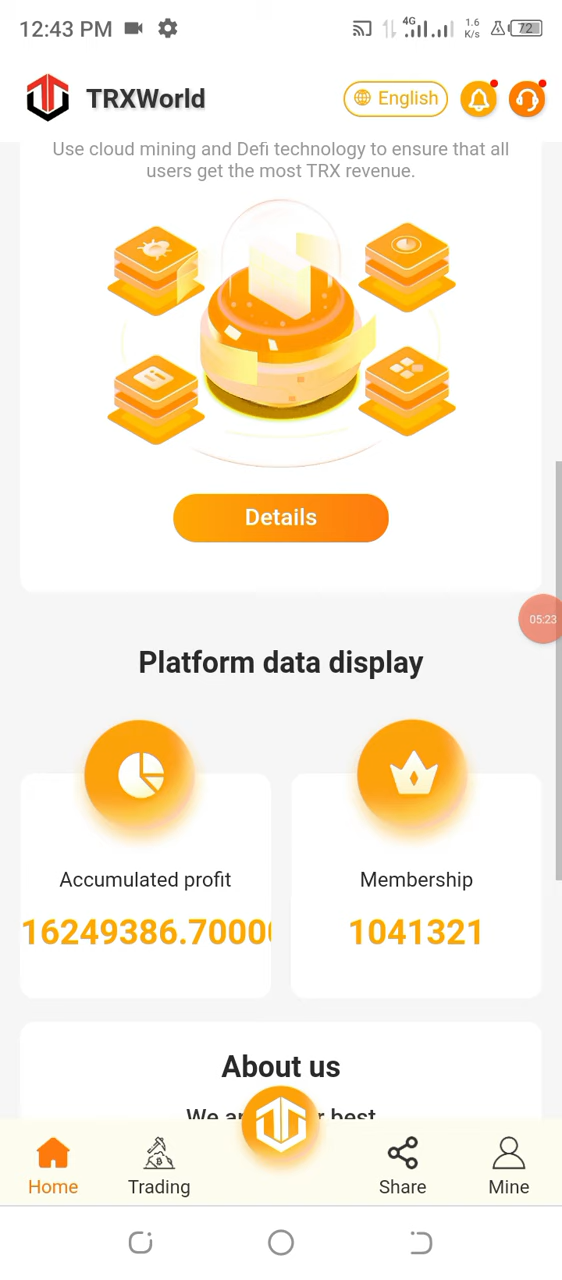 12:43 PM
4G
1.6
K/s
72
TRXWorld
English
Use cloud mining and Defi technology to ensure that all
users get the most TRX revenue.
Details
05:23
Platform data display
Accumulated profit
Membership
16249386.7000
1041321
About us
We
best
Home
Trading
Share
Mine